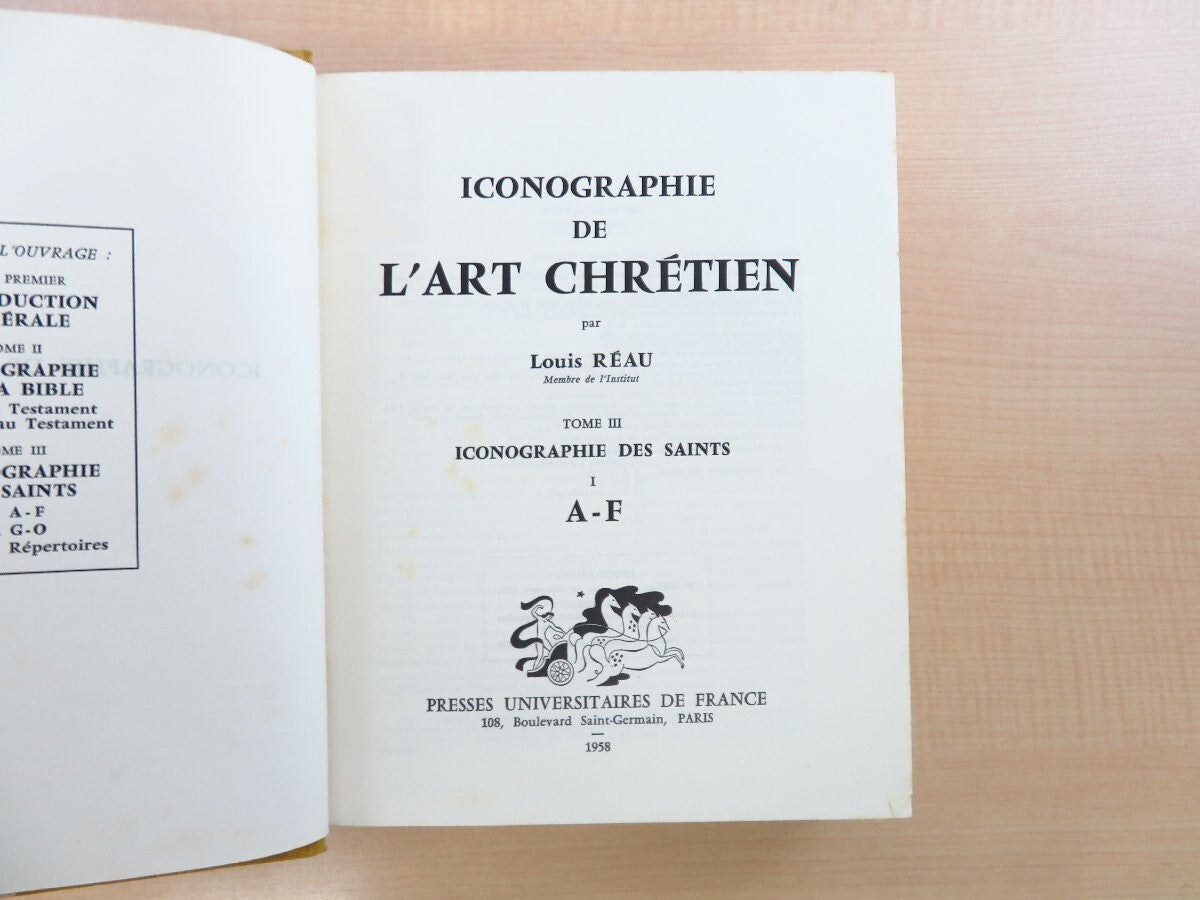 L'OUVRAGE :
PREMIER
DUCTION
ÉRALE
OME II
OGRAPHIE
A BIBLE
Testament
au Testament
OME III
OGRAPHIE
SAINTS
A-F
G-O
Répertoires
ICONOGRAPHIE
DE
L'ART CHRÉTIEN
par
Louis RÉAU
Membre de l'Institut
TOME III
ICONOGRAPHIE DES SAINTS
I
A-F
PRESSES UNIVERSITAIRES DE FRANCE
108, Boulevard Saint-Germain, PARIS
1958